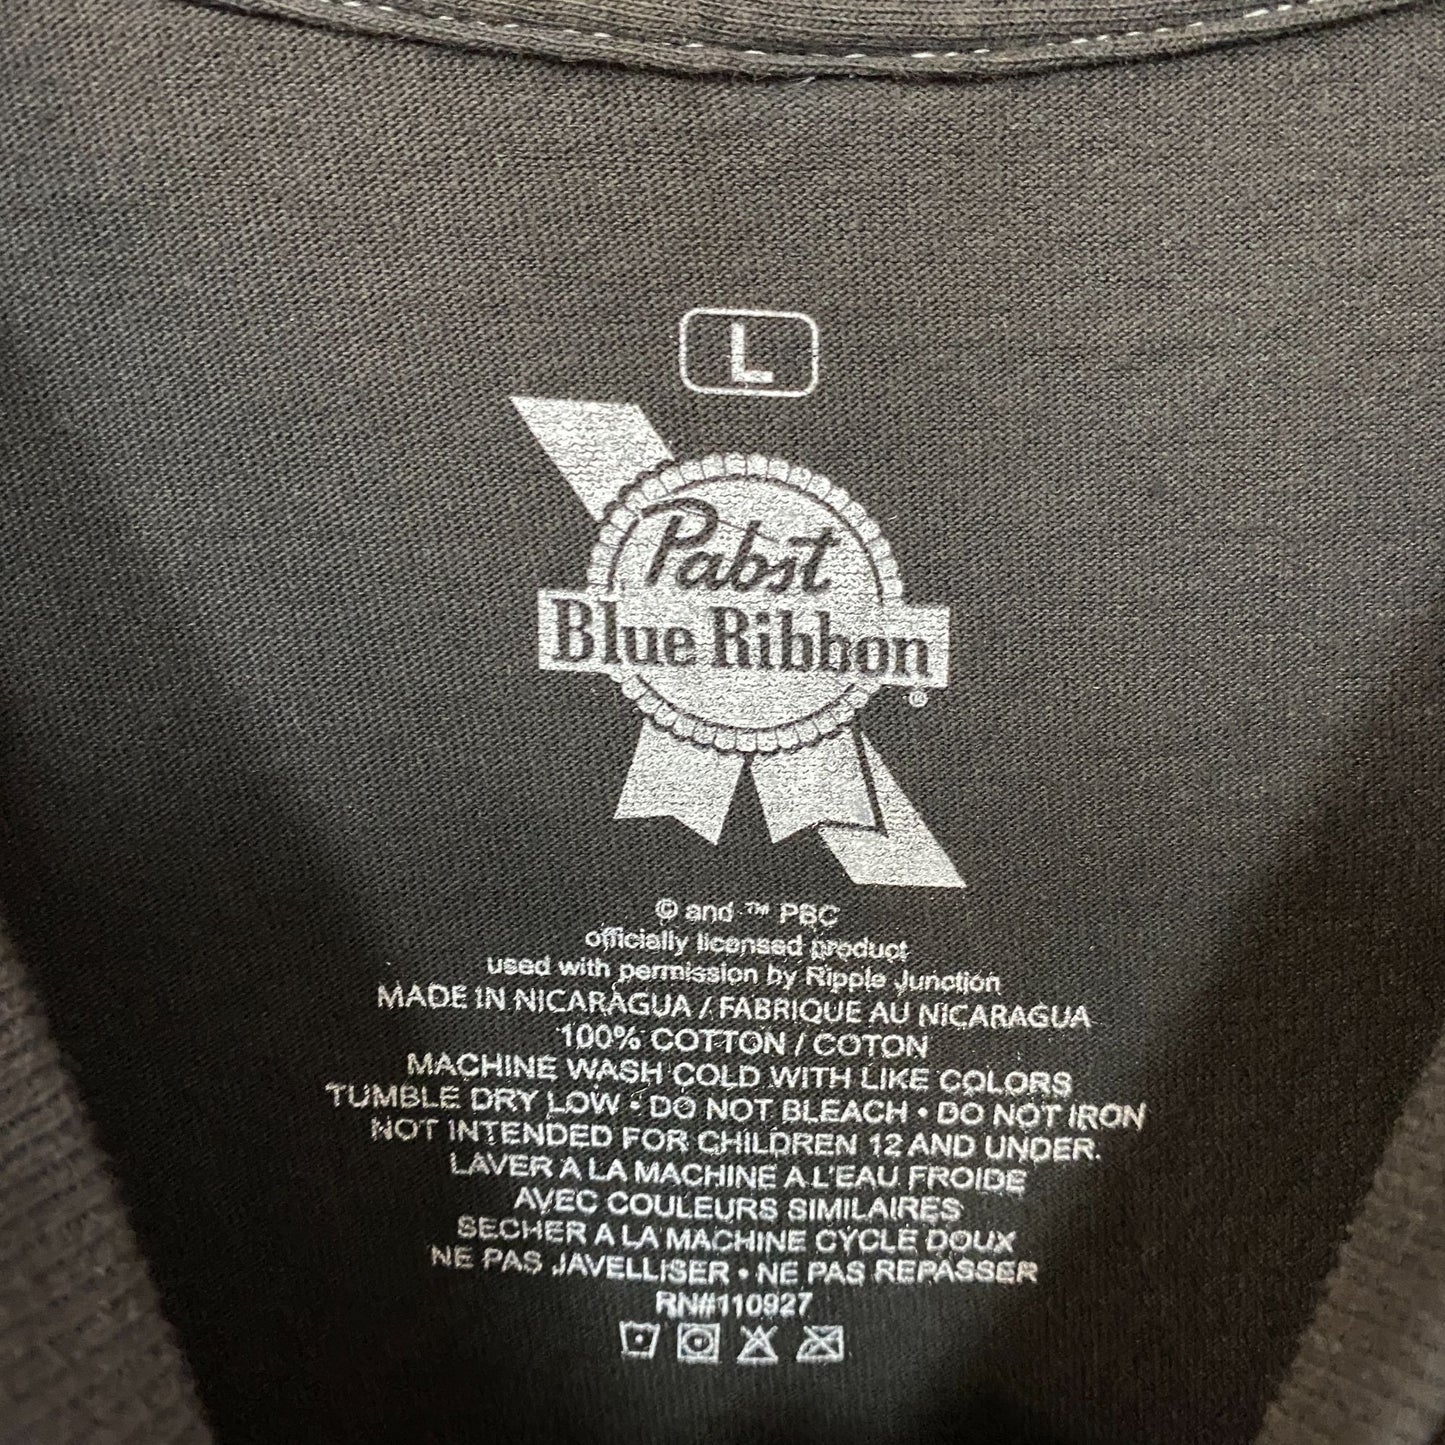 L
Pabst
Blue Ribbon
®
© and ™ PBC
officially licensed product
used with permission by Ripple Junction
MADE IN NICARAGUA / FABRIQUE AU NICARAGUA
100% COTTON / COTON
MACHINE WASH COLD WITH LIKE COLORS
TUMBLE DRY LOW • DO NOT BLEACH • DO NOT IRON
NOT INTENDED FOR CHILDREN 12 AND UNDER.
LAVER A LA MACHINE A L'EAU FROIDE
AVEC COULEURS SIMILAIRES
SECHER A LA MACHINE CYCLE DOUX
NE PAS JAVELLISER • NE PAS REPASSER
RN#110927